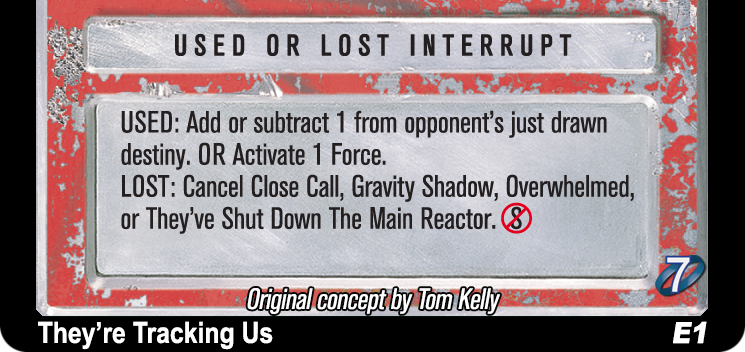 USED OR LOST INTERRUPT
USED: Add or subtract 1 from opponent's just drawn
destiny. OR Activate 1 Force.
LOST: Cancel Close Call, Gravity Shadow, Overwhelmed,
or They've Shut Down The Main Reactor. 8
7
Original concept by Tom Kelly
They're Tracking Us E1